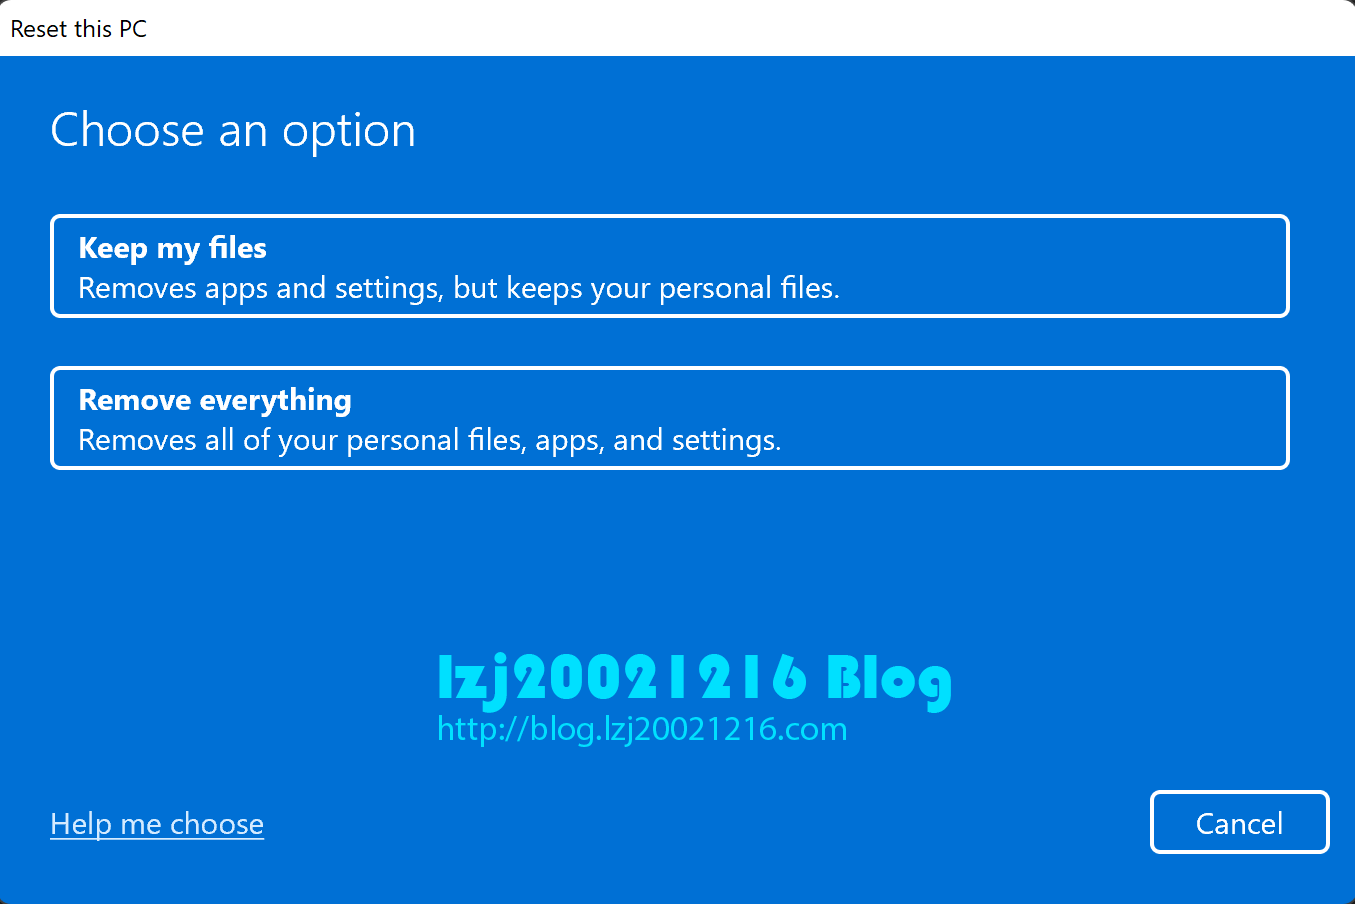 Reset this PC
Choose an option
Keep my files
Removes apps and settings, but keeps your personal files.
Remove everything
Removes all of your personal files, apps, and settings.
lzj20021216 Blog
http://blog.lzj20021216.com
Help me choose
Cancel